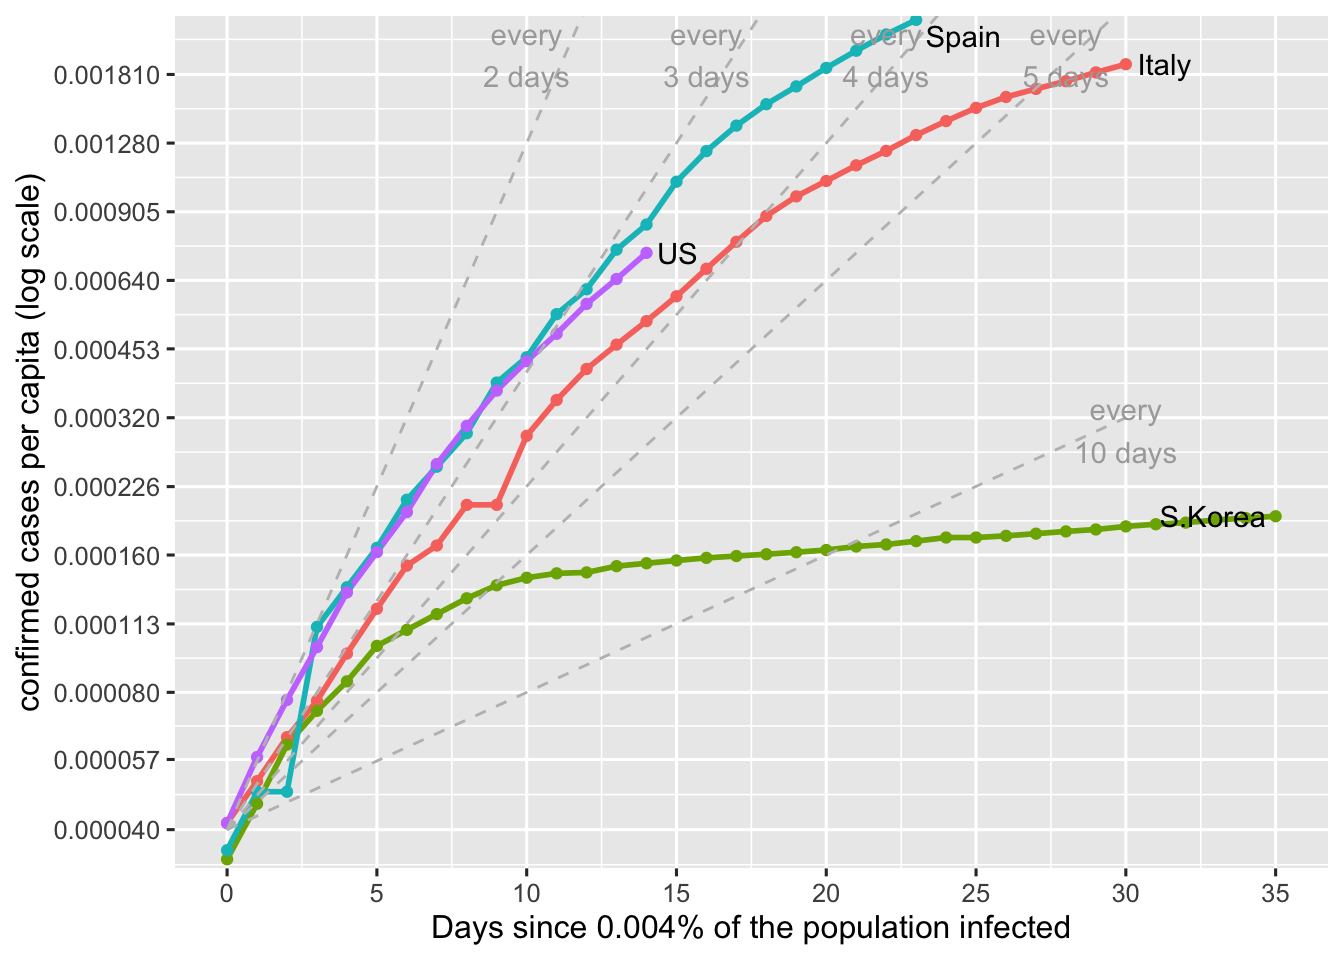 every
2 days
every
3 days
every
4 days
every
5 days
Spain
Italy
US
every
10 days
S.Korea
confirmed cases per capita (log scale)
0.001810
0.001280
0.000905
0.000640
0.000453
0.000320
0.000226
0.000160
0.000113
0.000080
0.000057
0.000040
0 5 10 15 20 25 30 35
Days since 0.004% of the population infected